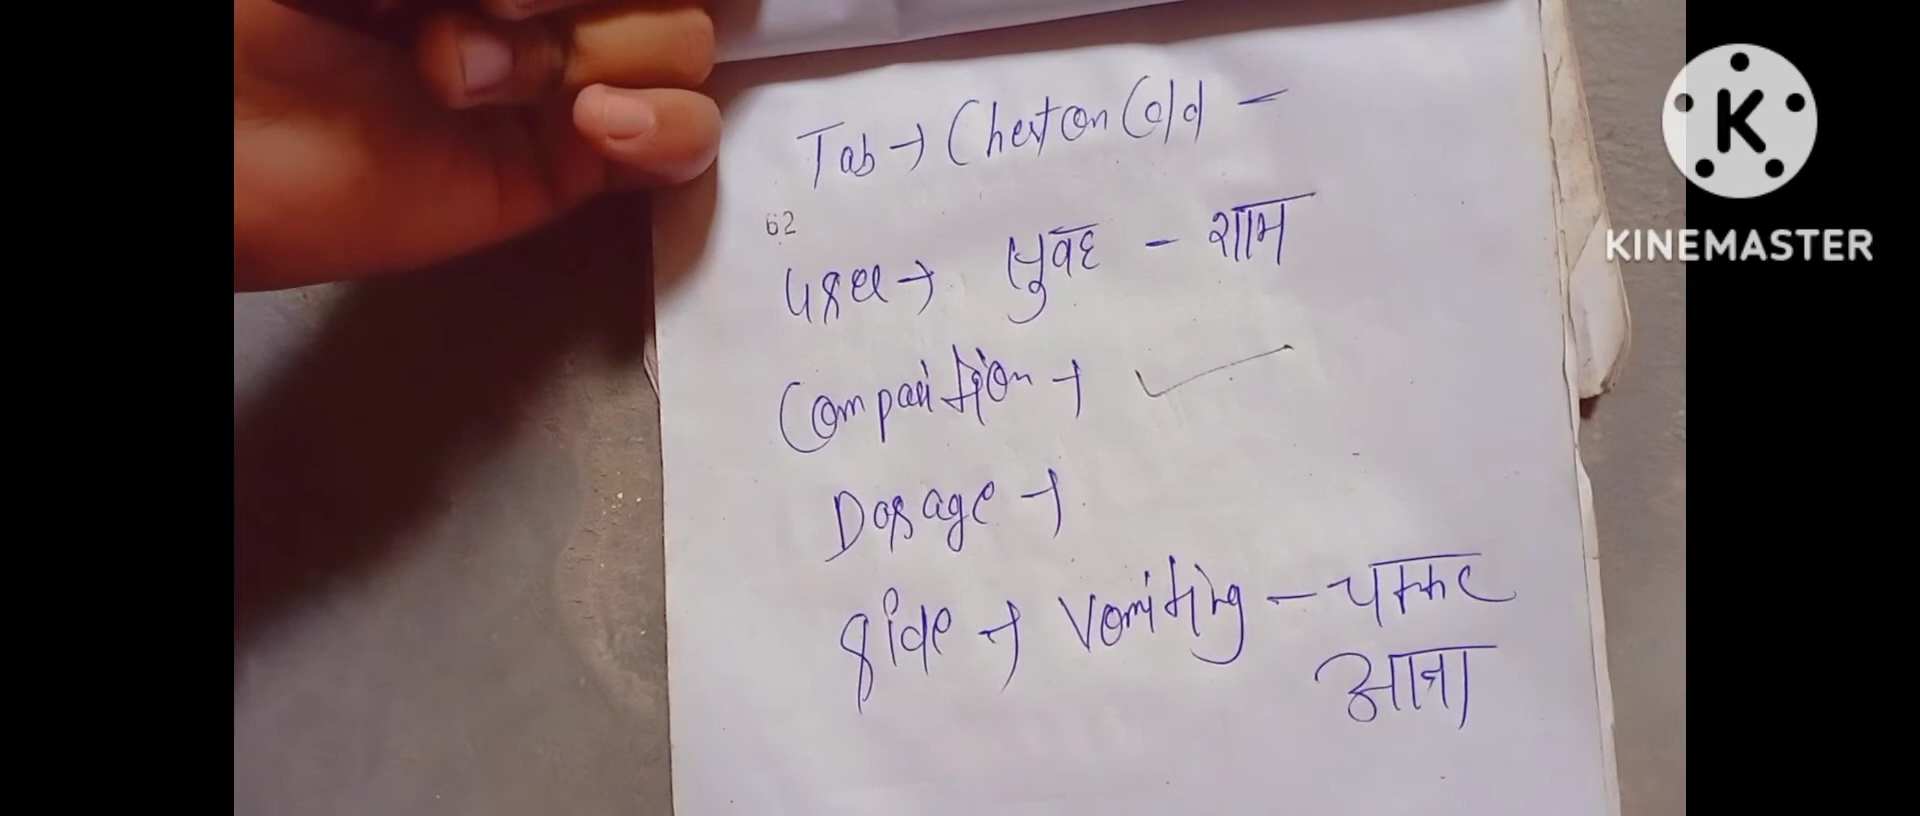 Tab → Cheston Cold –
62
use → सुबह - शाम
Composition →
Dosage →
Side → Vomiting – चक्कर
आना
K
KINEMASTER